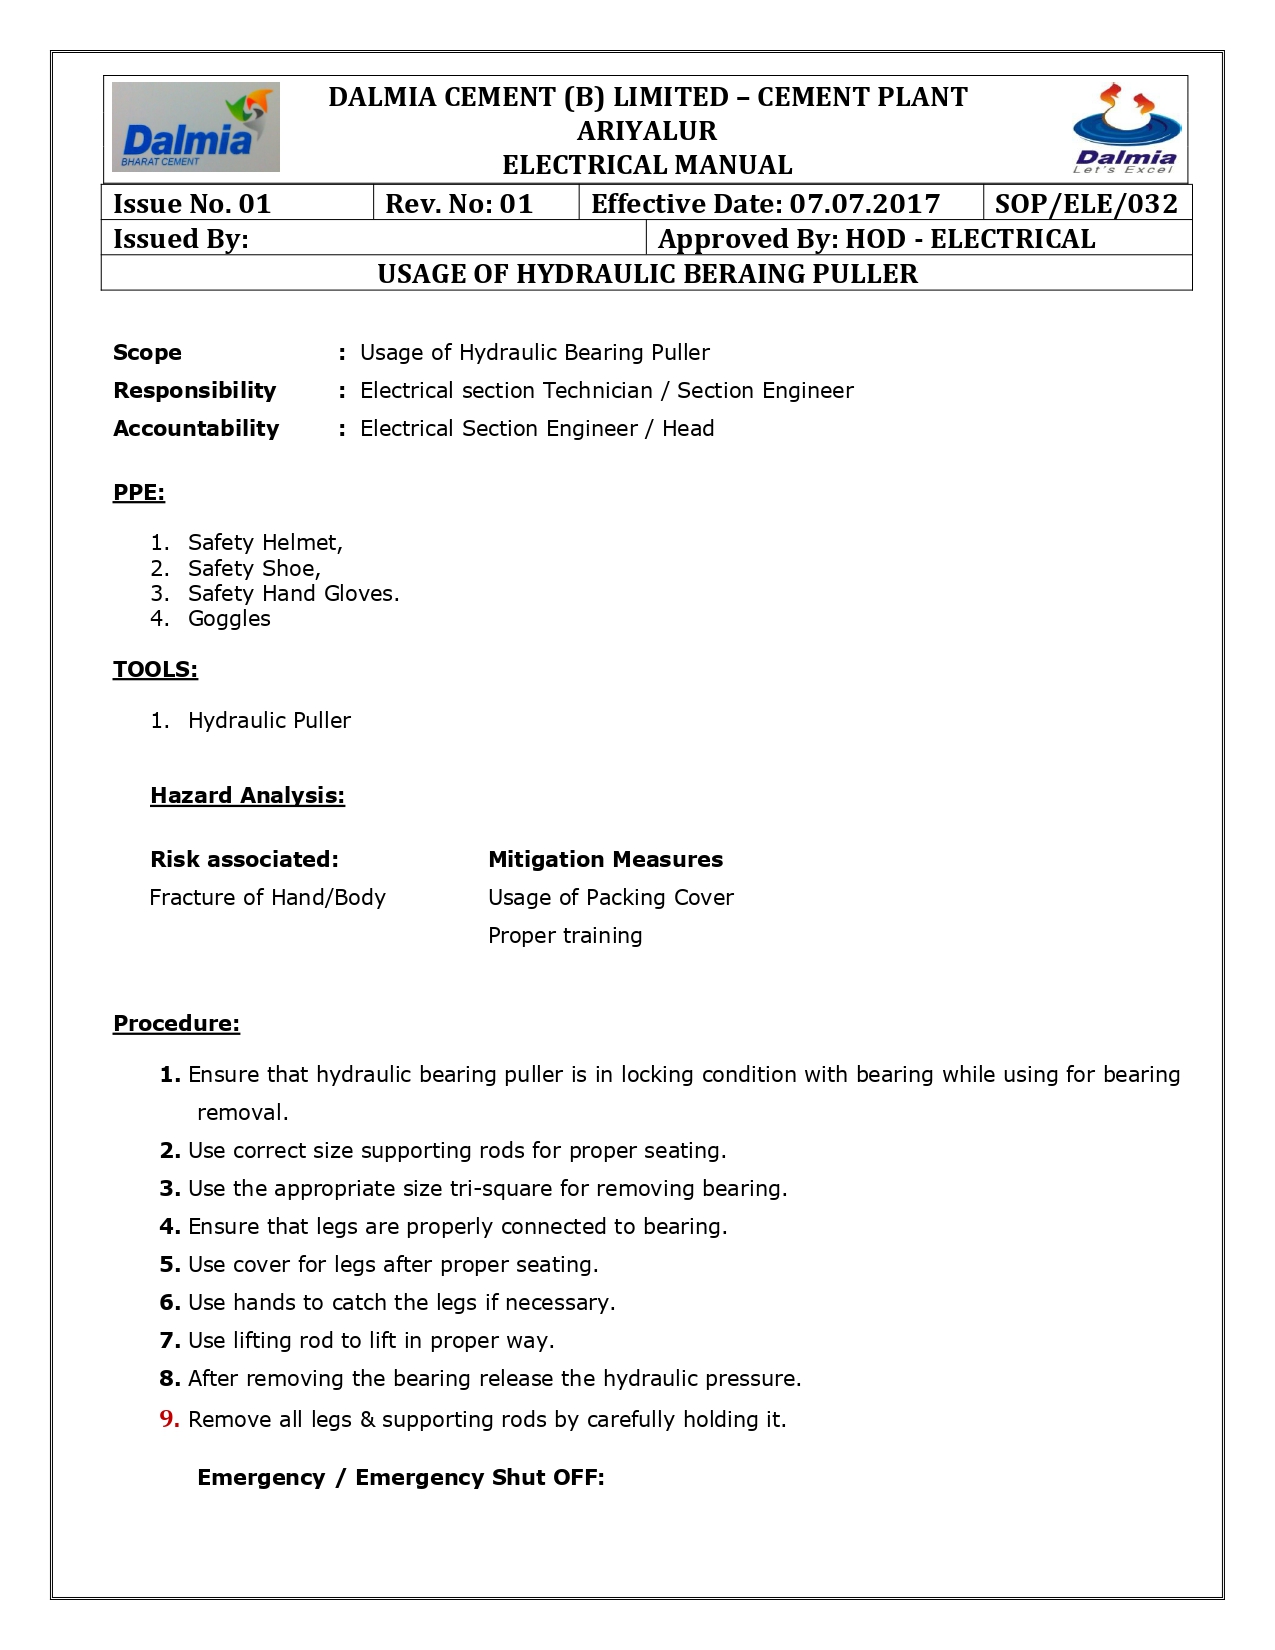 Dalmia
BHARAT CEMENT
DALMIA CEMENT (B) LIMITED – CEMENT PLANT
ARIYALUR
ELECTRICAL MANUAL
Dalmia
Let's Excel
Issue No. 01 Rev. No: 01 Effective Date: 07.07.2017 SOP/ELE/032
Issued By: Approved By: HOD - ELECTRICAL
USAGE OF HYDRAULIC BERAING PULLER
Scope : Usage of Hydraulic Bearing Puller
Responsibility : Electrical section Technician / Section Engineer
Accountability : Electrical Section Engineer / Head
PPE:
1. Safety Helmet,
2. Safety Shoe,
3. Safety Hand Gloves.
4. Goggles
TOOLS:
1. Hydraulic Puller
Hazard Analysis:
Risk associated: Mitigation Measures
Fracture of Hand/Body Usage of Packing Cover
Proper training
Procedure:
1. Ensure that hydraulic bearing puller is in locking condition with bearing while using for bearing
removal.
2. Use correct size supporting rods for proper seating.
3. Use the appropriate size tri-square for removing bearing.
4. Ensure that legs are properly connected to bearing.
5. Use cover for legs after proper seating.
6. Use hands to catch the legs if necessary.
7. Use lifting rod to lift in proper way.
8. After removing the bearing release the hydraulic pressure.
9. Remove all legs & supporting rods by carefully holding it.
Emergency / Emergency Shut OFF: